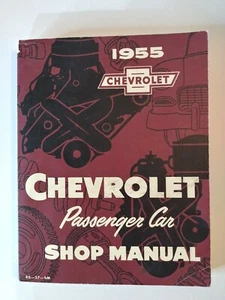 1955
CHEVROLET
CHEVROLET
Passenger Car
SHOP MANUAL